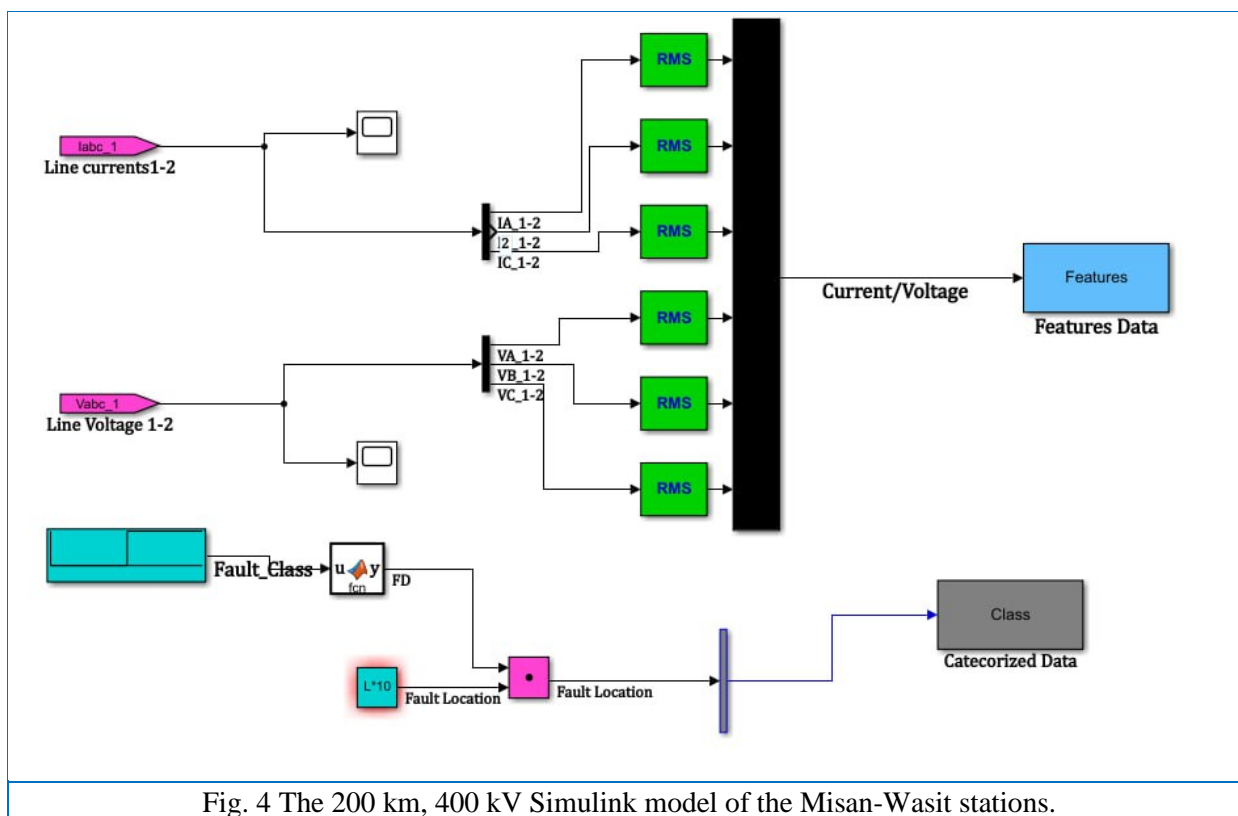 RMS
Iabc_1
Line currents1-2
RMS
IA_1-2
I2_1-2
IC_1-2
RMS
Features
Current/Voltage
Features Data
RMS
VA_1-2
VB_1-2
VC_1-2
Vabc_1
Line Voltage 1-2
RMS
RMS
Fault_Class
u y
fcn
FD
Class
Catecorized Data
L*10
Fault Location
Fault Location
Fig. 4 The 200 km, 400 kV Simulink model of the Misan-Wasit stations.